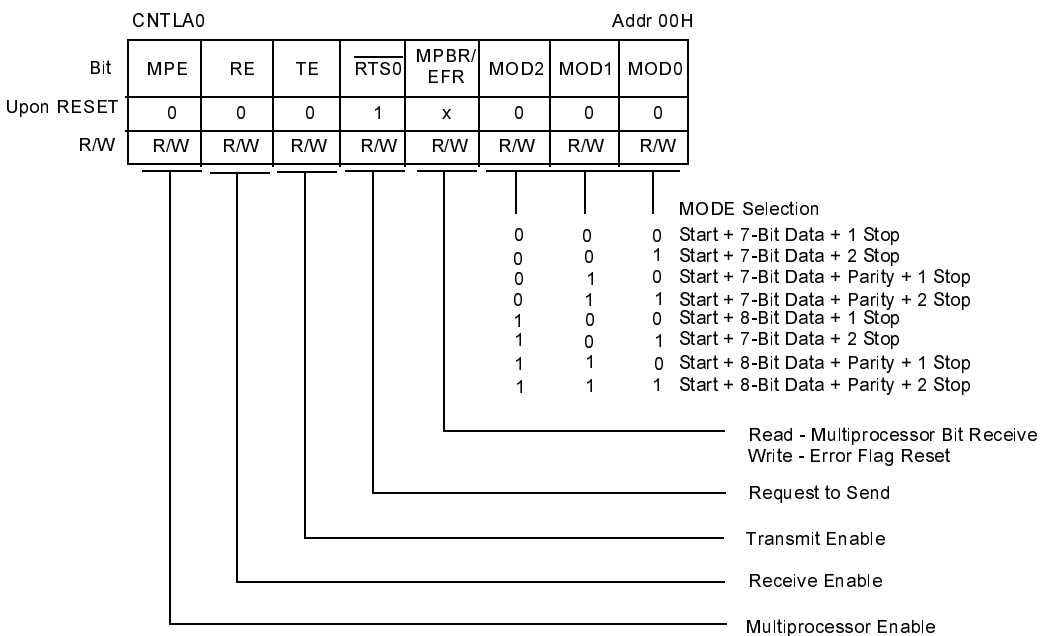 CNTLA0 Addr 00H
Bit MPE RE TE RTS0 MPBR/EFR MOD2 MOD1 MOD0
Upon RESET 0 0 0 1 x 0 0 0
R/W R/W R/W R/W R/W R/W R/W R/W R/W
MODE Selection
0 0 0 Start + 7-Bit Data + 1 Stop
0 0 1 Start + 7-Bit Data + 2 Stop
0 1 0 Start + 7-Bit Data + Parity + 1 Stop
0 1 1 Start + 7-Bit Data + Parity + 2 Stop
1 0 0 Start + 8-Bit Data + 1 Stop
1 0 1 Start + 7-Bit Data + 2 Stop
1 1 0 Start + 8-Bit Data + Parity + 1 Stop
1 1 1 Start + 8-Bit Data + Parity + 2 Stop
Read - Multiprocessor Bit Receive
Write - Error Flag Reset
Request to Send
Transmit Enable
Receive Enable
Multiprocessor Enable